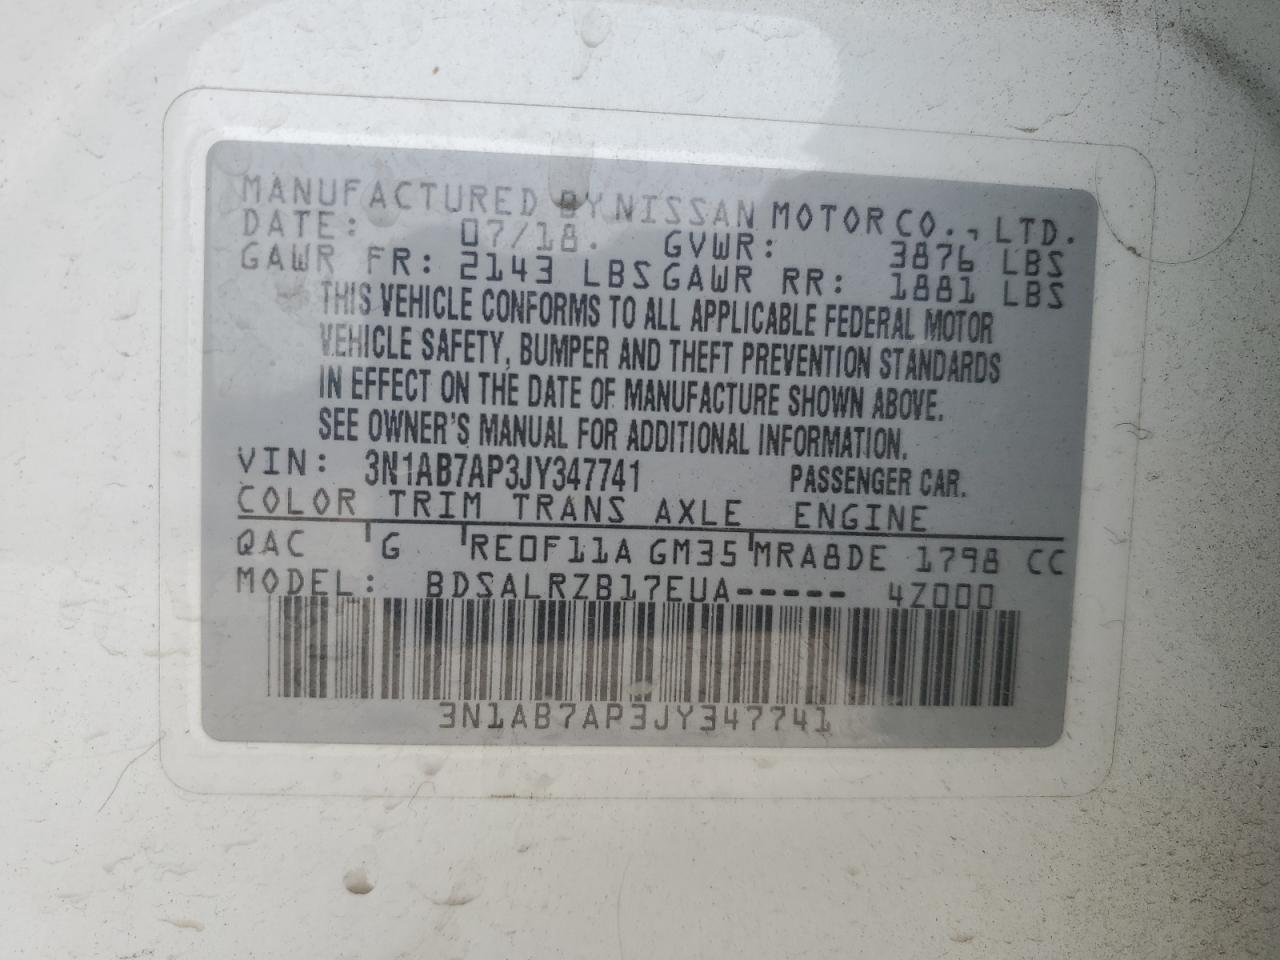 MANUFACTURED BY NISSAN MOTOR CO., LTD.
DATE: 07/18. GVWR: 3876 LBS
GAWR FR: 2143 LBS GAWR RR: 1881 LBS
THIS VEHICLE CONFORMS TO ALL APPLICABLE FEDERAL MOTOR
VEHICLE SAFETY, BUMPER AND THEFT PREVENTION STANDARDS
IN EFFECT ON THE DATE OF MANUFACTURE SHOWN ABOVE.
SEE OWNER'S MANUAL FOR ADDITIONAL INFORMATION.
VIN: 3N1AB7AP3JY347741 PASSENGER CAR.
COLOR TRIM TRANS AXLE ENGINE
QAC G RE0F11A GM35 MRA8DE 1798 CC
MODEL: BDSALRZB17EUA----- 4Z000
3N1AB7AP3JY347741